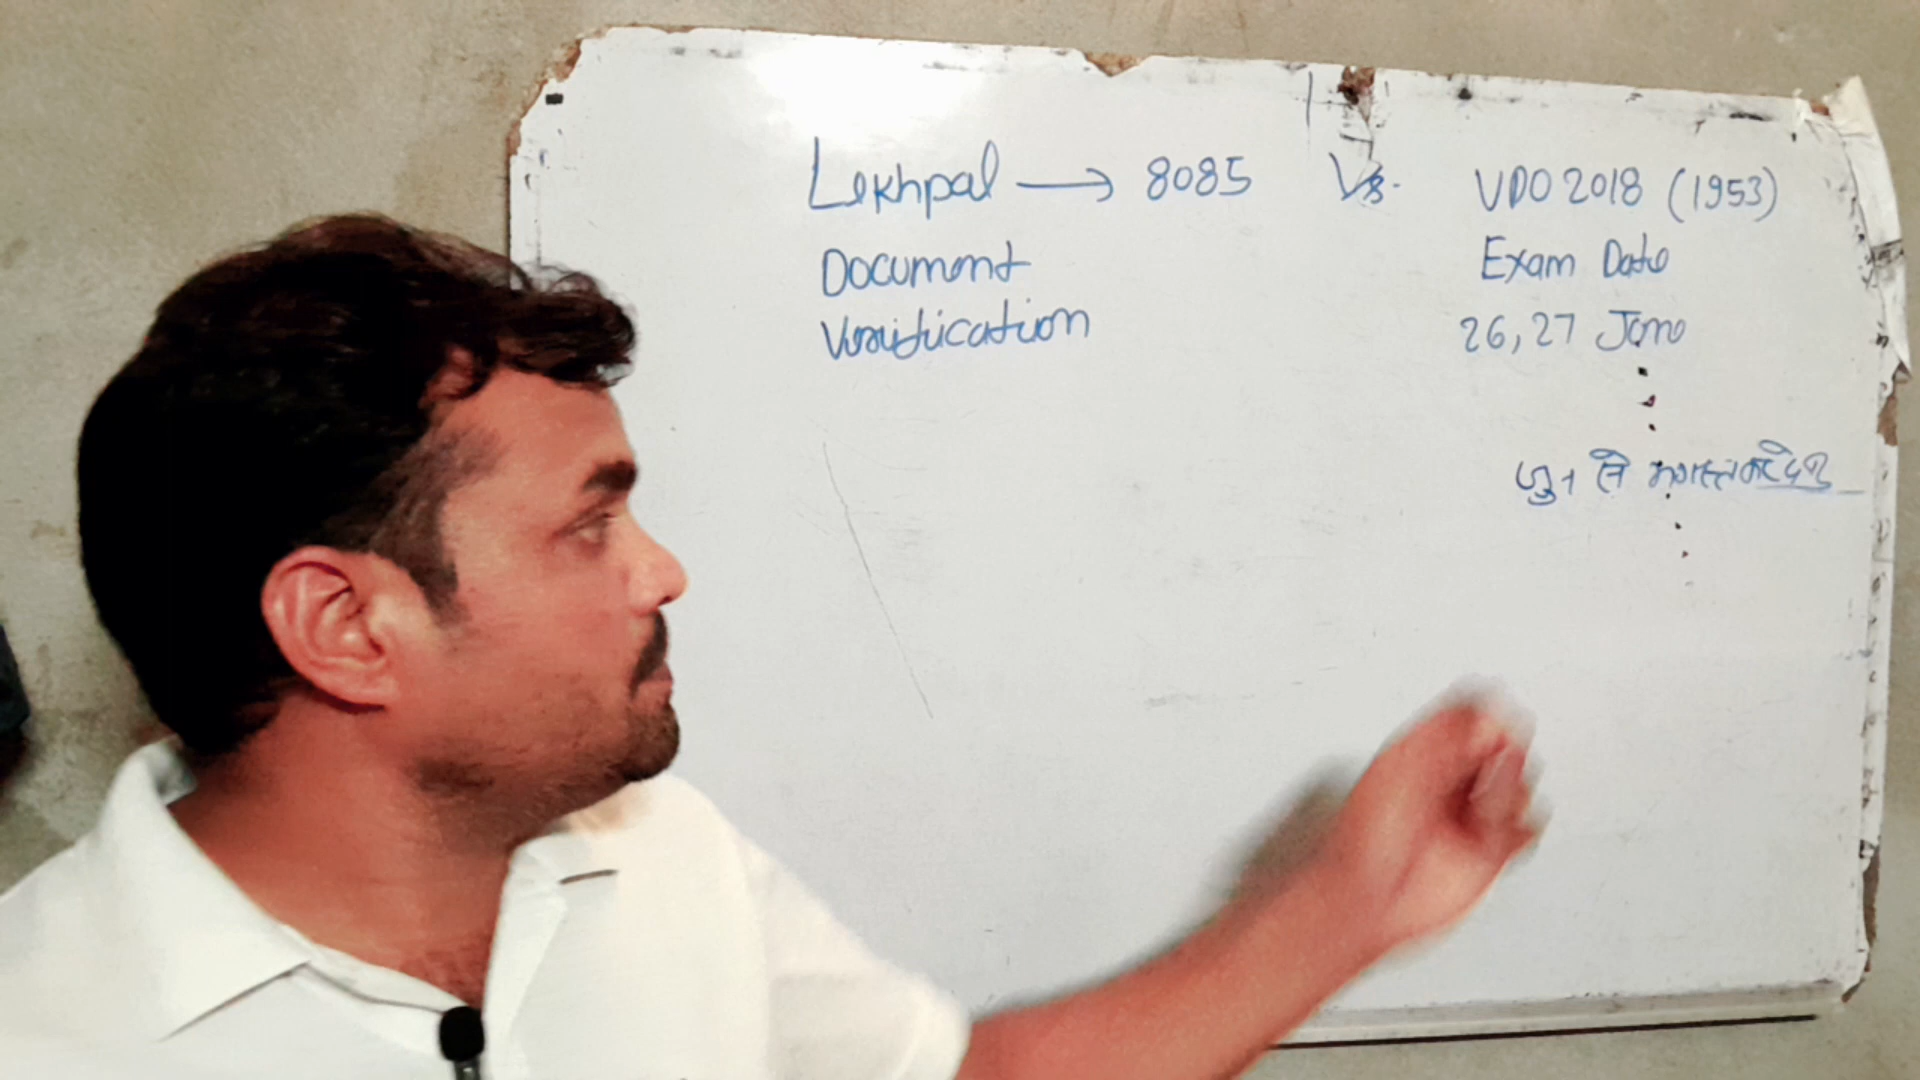 Lekhpal → 8085 Vs. VDO 2018 (1953)
Document
Verification
Exam Date
26, 27 June
जून से